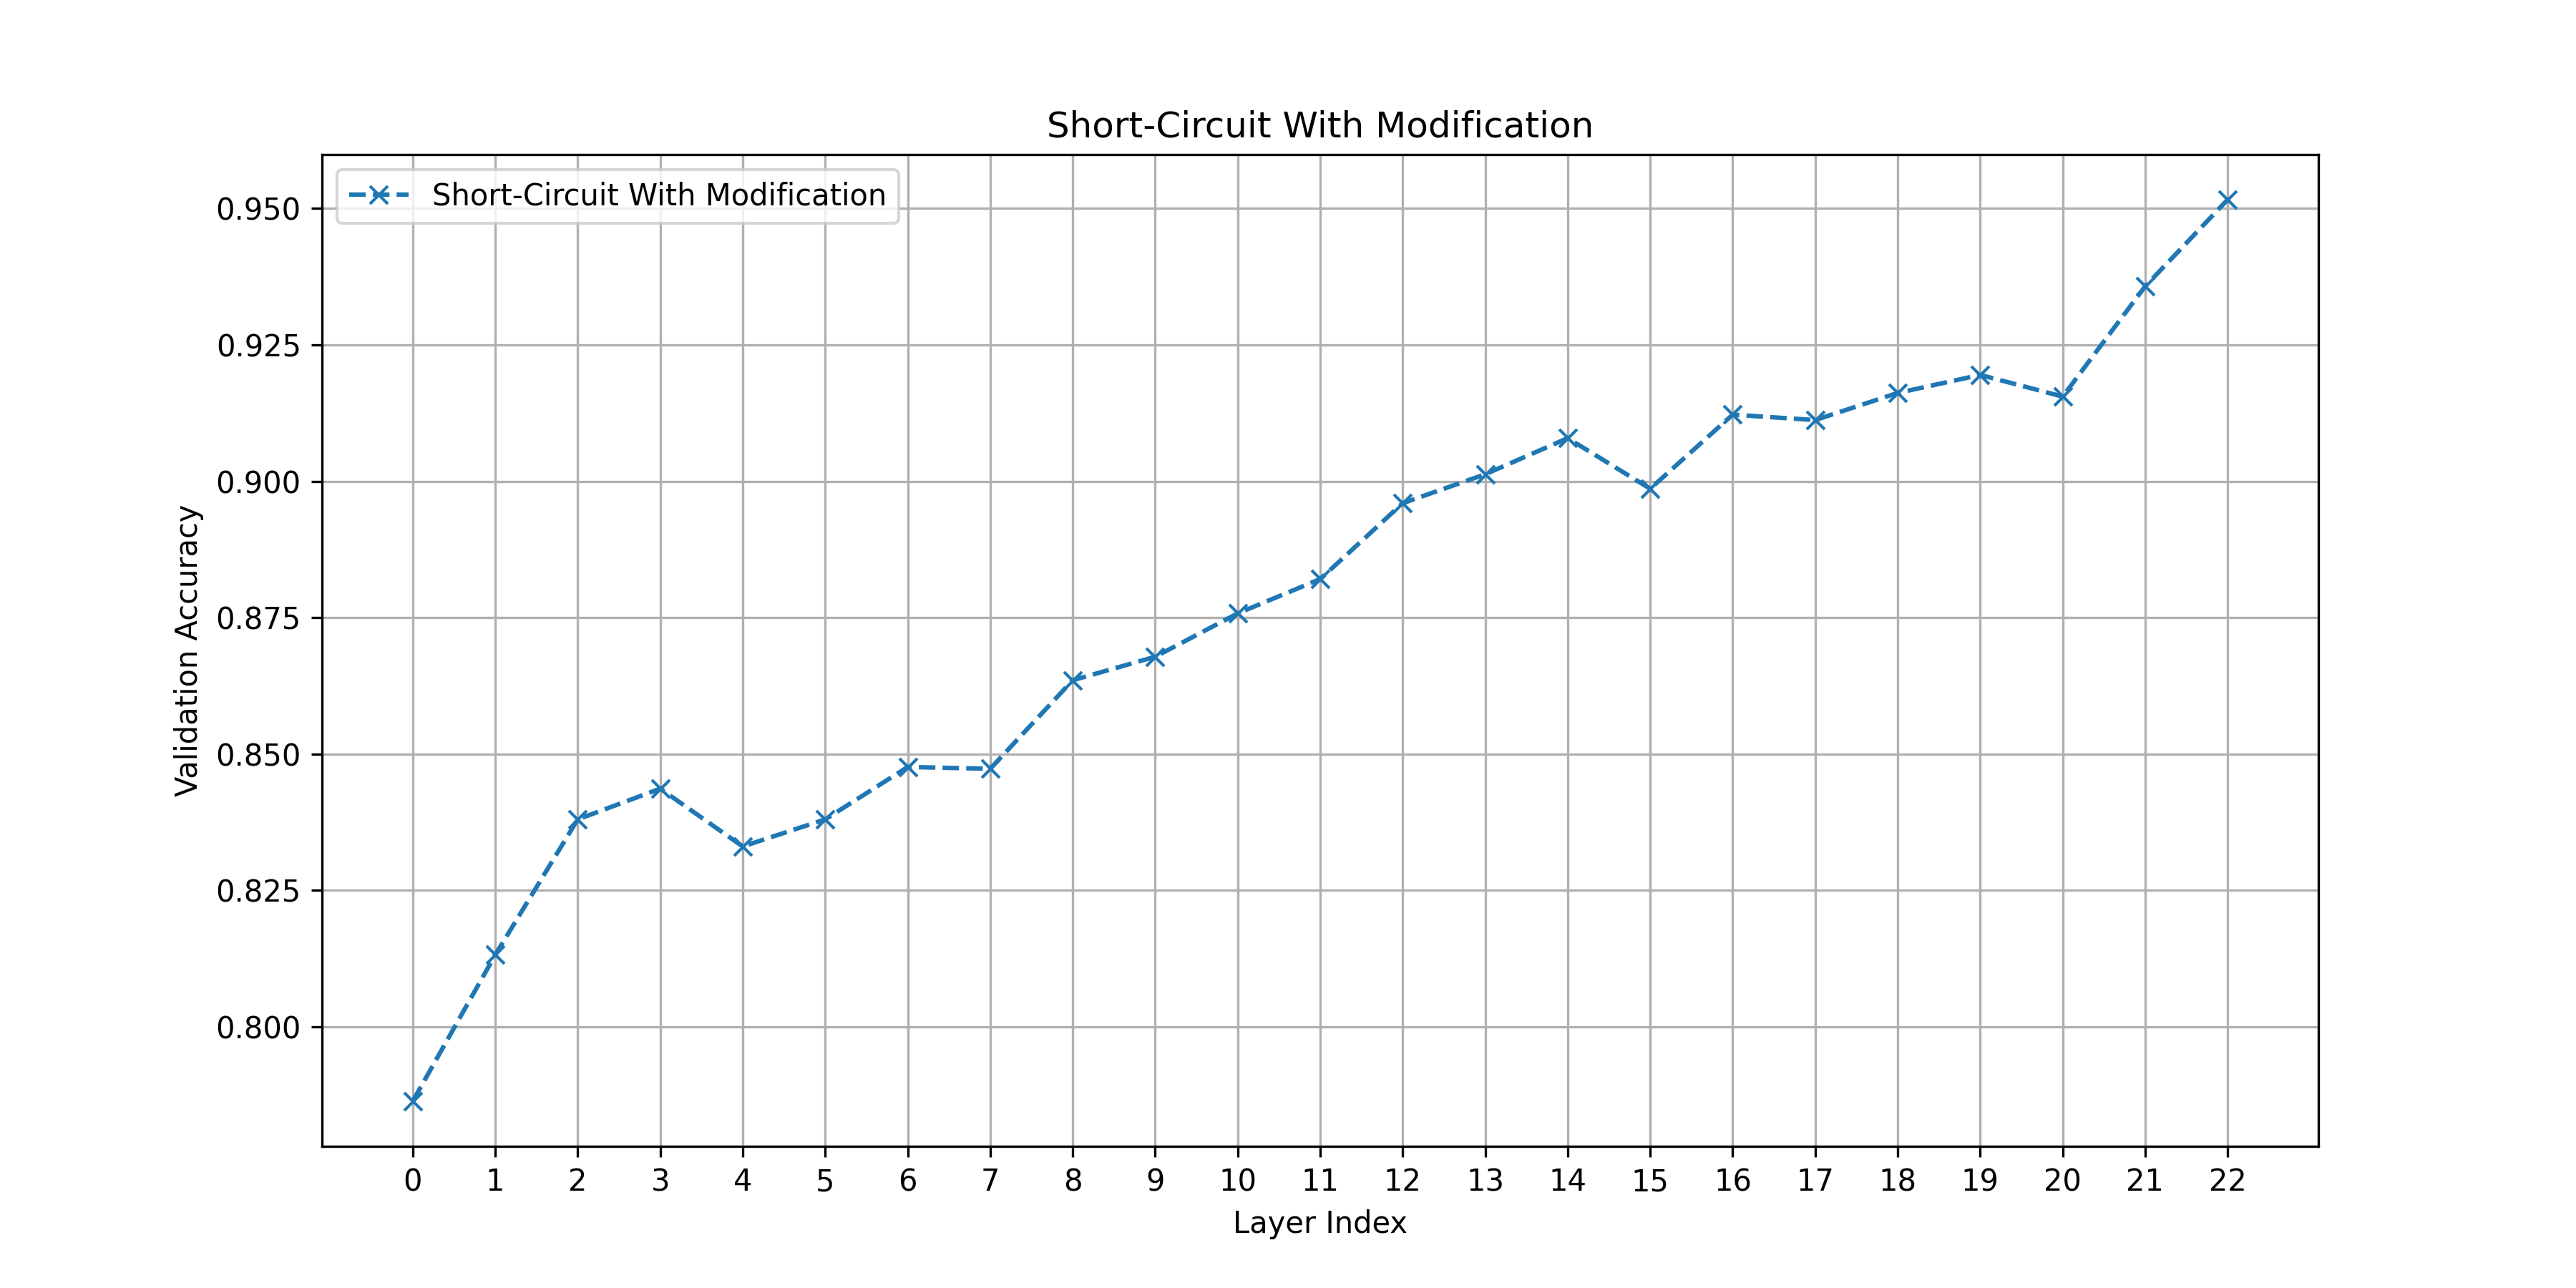 Short-Circuit With Modification
Short-Circuit With Modification
Validation Accuracy
0.950
0.925
0.900
0.875
0.850
0.825
0.800
0 1 2 3 4 5 6 7 8 9 10 11 12 13 14 15 16 17 18 19 20 21 22
Layer Index